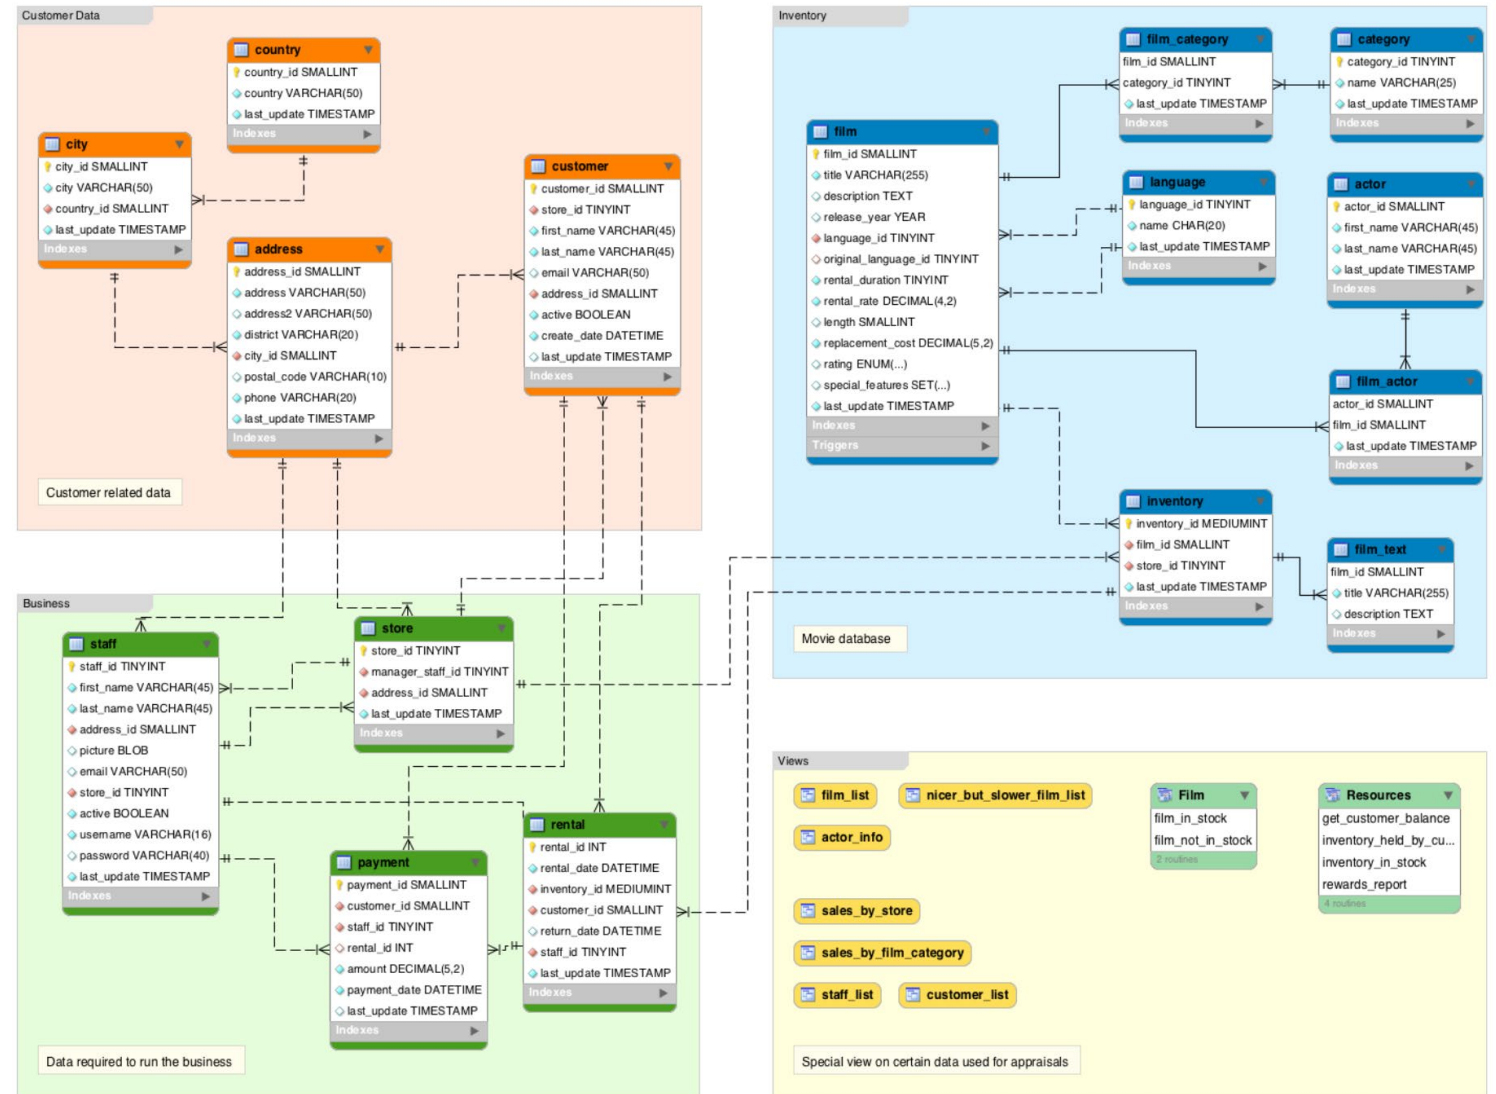 Customer Data
country
country_id SMALLINT
country VARCHAR(50)
last_update TIMESTAMP
Indexes
city
city_id SMALLINT
city VARCHAR(50)
country_id SMALLINT
last_update TIMESTAMP
Indexes
address
address_id SMALLINT
address VARCHAR(50)
address2 VARCHAR(50)
district VARCHAR(20)
city_id SMALLINT
postal_code VARCHAR(10)
phone VARCHAR(20)
last_update TIMESTAMP
Indexes
customer
customer_id SMALLINT
store_id TINYINT
first_name VARCHAR(45)
last_name VARCHAR(45)
email VARCHAR(50)
address_id SMALLINT
active BOOLEAN
create_date DATETIME
last_update TIMESTAMP
Indexes
Customer related data
Inventory
film_category
film_id SMALLINT
category_id TINYINT
last_update TIMESTAMP
Indexes
category
category_id TINYINT
name VARCHAR(25)
last_update TIMESTAMP
Indexes
film
film_id SMALLINT
title VARCHAR(255)
description TEXT
release_year YEAR
language_id TINYINT
original_language_id TINYINT
rental_duration TINYINT
rental_rate DECIMAL(4,2)
length SMALLINT
replacement_cost DECIMAL(5,2)
rating ENUM(...)
special_features SET(...)
last_update TIMESTAMP
Indexes
Triggers
language
language_id TINYINT
name CHAR(20)
last_update TIMESTAMP
Indexes
actor
actor_id SMALLINT
first_name VARCHAR(45)
last_name VARCHAR(45)
last_update TIMESTAMP
Indexes
film_actor
actor_id SMALLINT
film_id SMALLINT
last_update TIMESTAMP
Indexes
inventory
inventory_id MEDIUMINT
film_id SMALLINT
store_id TINYINT
last_update TIMESTAMP
Indexes
film_text
film_id SMALLINT
title VARCHAR(255)
description TEXT
Indexes
Movie database
Business
staff
staff_id TINYINT
first_name VARCHAR(45)
last_name VARCHAR(45)
address_id SMALLINT
picture BLOB
email VARCHAR(50)
store_id TINYINT
active BOOLEAN
username VARCHAR(16)
password VARCHAR(40)
last_update TIMESTAMP
Indexes
store
store_id TINYINT
manager_staff_id TINYINT
address_id SMALLINT
last_update TIMESTAMP
Indexes
payment
payment_id SMALLINT
customer_id SMALLINT
staff_id TINYINT
rental_id INT
amount DECIMAL(5,2)
payment_date DATETIME
last_update TIMESTAMP
Indexes
rental
rental_id INT
rental_date DATETIME
inventory_id MEDIUMINT
customer_id SMALLINT
return_date DATETIME
staff_id TINYINT
last_update TIMESTAMP
Indexes
Data required to run the business
Views
film_list
nicer_but_slower_film_list
actor_info
sales_by_store
sales_by_film_category
staff_list
customer_list
Film
film_in_stock
film_not_in_stock
2 routines
Resources
get_customer_balance
inventory_held_by_cu...
inventory_in_stock
rewards_report
4 routines
Special view on certain data used for appraisals